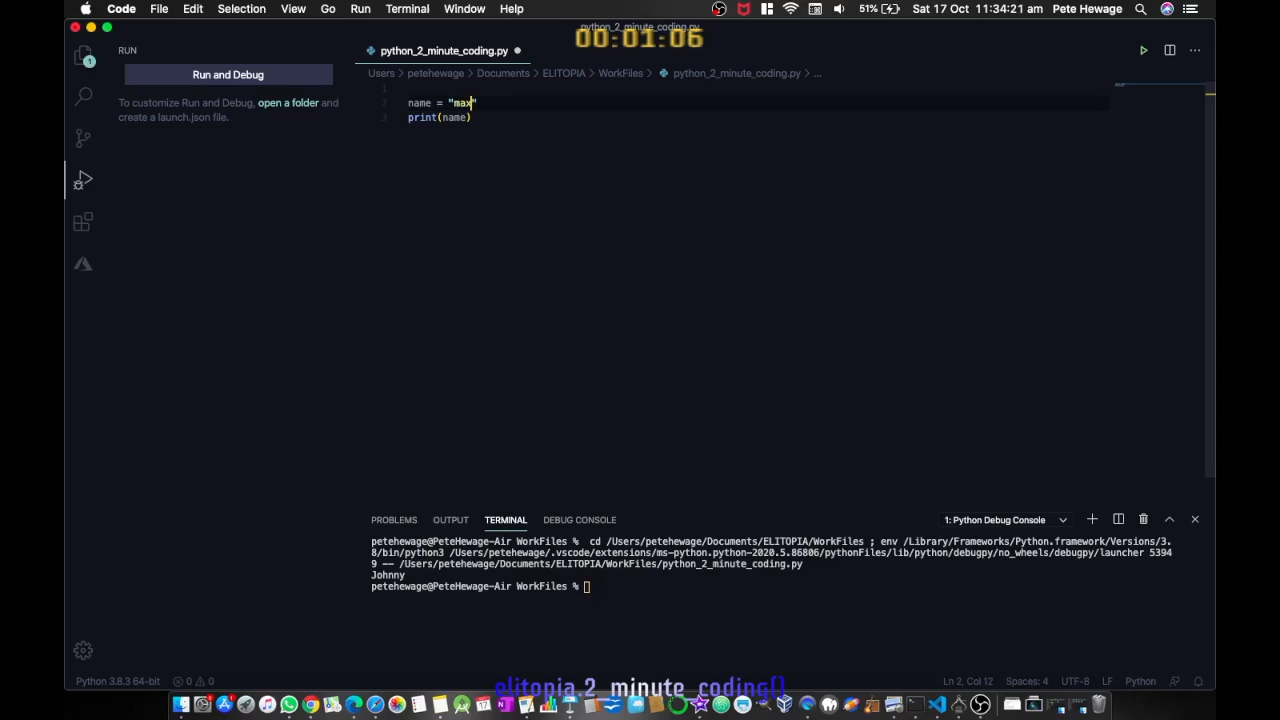 Code File Edit Selection View Go Run Terminal Window Help 51% Sat 17 Oct 11:34:21 am Pete Hewage
python_2_minute_coding.py
00:01:06
RUN
python_2_minute_coding.py
Run and Debug
Users > petehewage > Documents > ELITOPIA > WorkFiles > python_2_minute_coding.py > ...
To customize Run and Debug, open a folder and
create a launch.json file.
1
2 name = "max"
3 print(name)
PROBLEMS OUTPUT TERMINAL DEBUG CONSOLE 1: Python Debug Console
petehewage@PeteHewage-Air WorkFiles % cd /Users/petehewage/Documents/ELITOPIA/WorkFiles ; env /Library/Frameworks/Python.framework/Versions/3.
8/bin/python3 /Users/petehewage/.vscode/extensions/ms-python.python-2020.5.86806/pythonFiles/lib/python/debugpy/no_wheels/debugpy/launcher 5394
9 -- /Users/petehewage/Documents/ELITOPIA/WorkFiles/python_2_minute_coding.py
Johnny
petehewage@PeteHewage-Air WorkFiles %
Python 3.8.3 64-bit 0 0 Ln 2, Col 12 Spaces: 4 UTF-8 LF Python
elitopia.2_minute_coding()